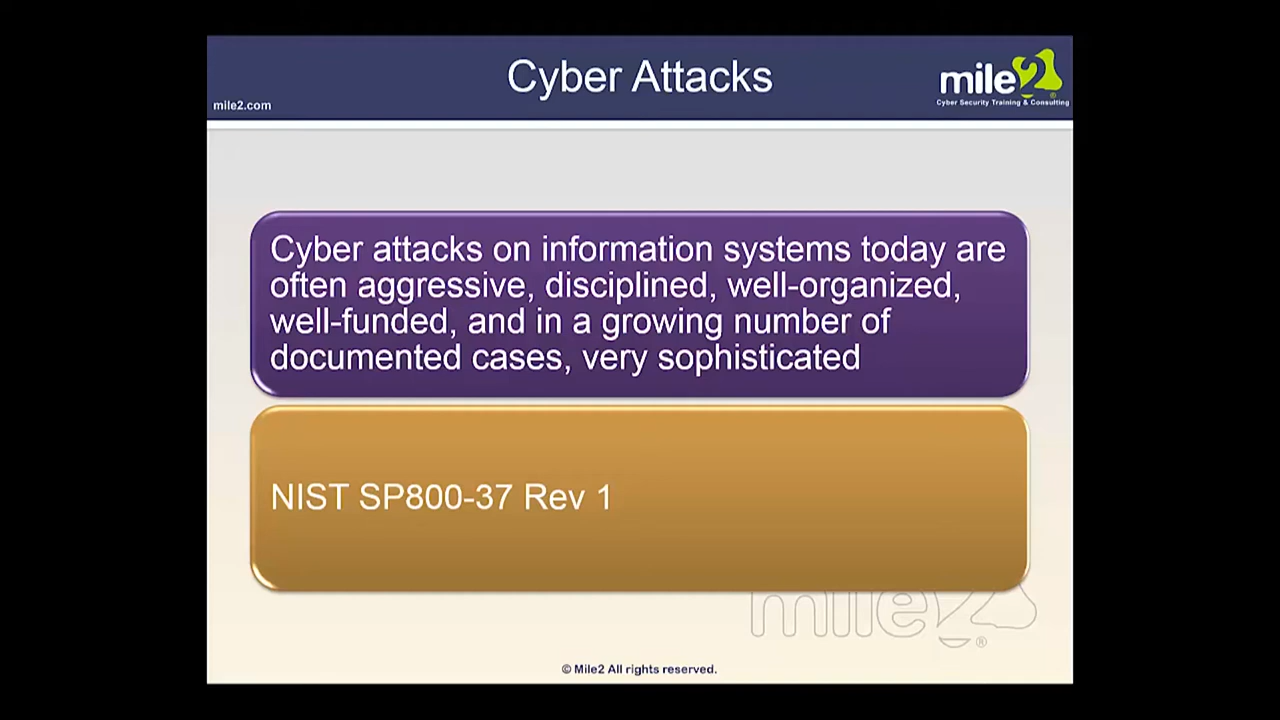 Cyber Attacks
mile2
Cyber Security Training & Consulting
mile2.com
Cyber attacks on information systems today are
often aggressive, disciplined, well-organized,
well-funded, and in a growing number of
documented cases, very sophisticated
NIST SP800-37 Rev 1
mile2®
© Mile2 All rights reserved.